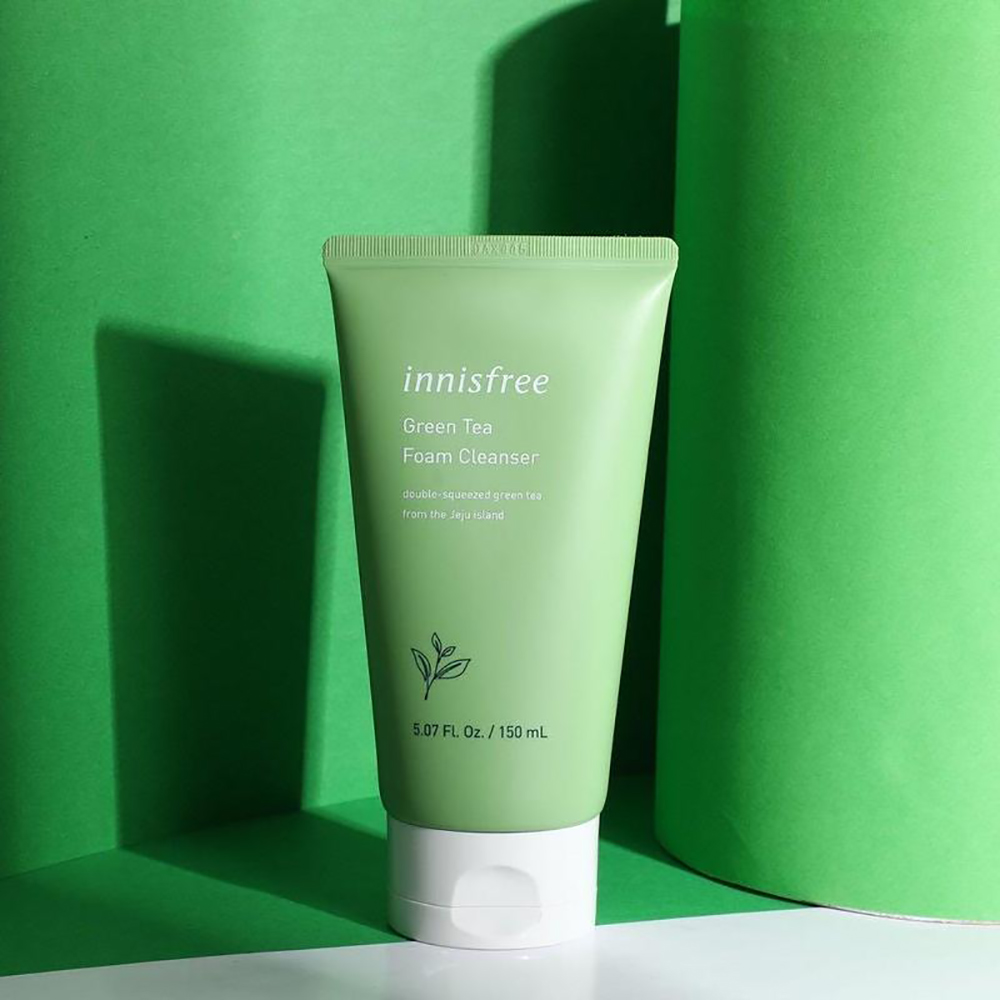 innisfree
Green Tea
Foam Cleanser
double-squeezed green tea
from the Jeju island
5.07 Fl. Oz. / 150 mL